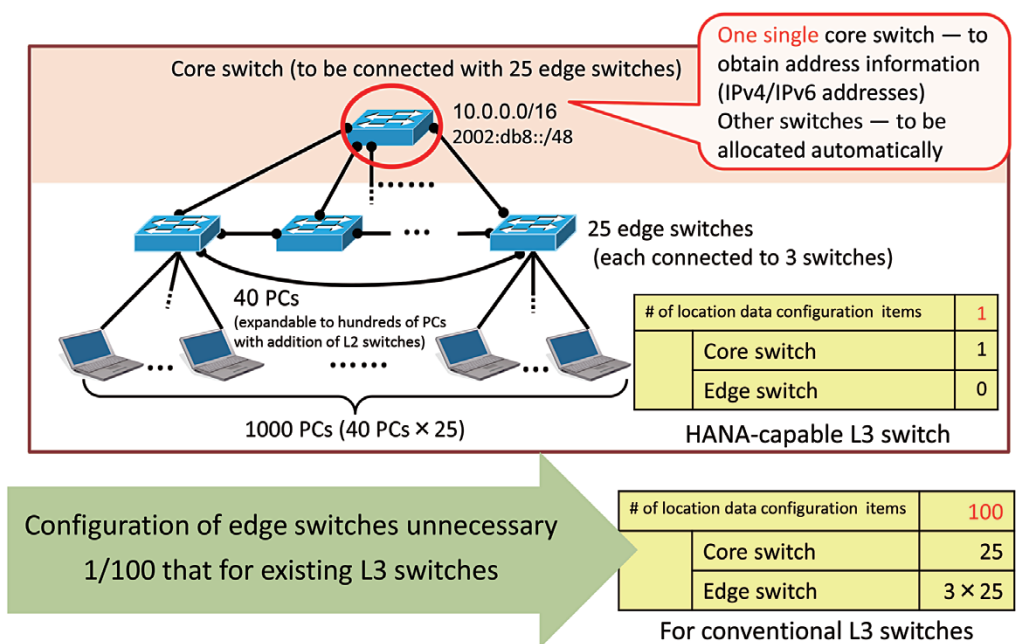 One single core switch — to
obtain address information
(IPv4/IPv6 addresses)
Other switches — to be
allocated automatically
Core switch (to be connected with 25 edge switches)
10.0.0.0/16
2002:db8::/48
25 edge switches
(each connected to 3 switches)
40 PCs
(expandable to hundreds of PCs
with addition of L2 switches)
1000 PCs (40 PCs × 25)
# of location data configuration items 1
Core switch 1
Edge switch 0
HANA-capable L3 switch
Configuration of edge switches unnecessary
1/100 that for existing L3 switches
# of location data configuration items 100
Core switch 25
Edge switch 3 × 25
For conventional L3 switches